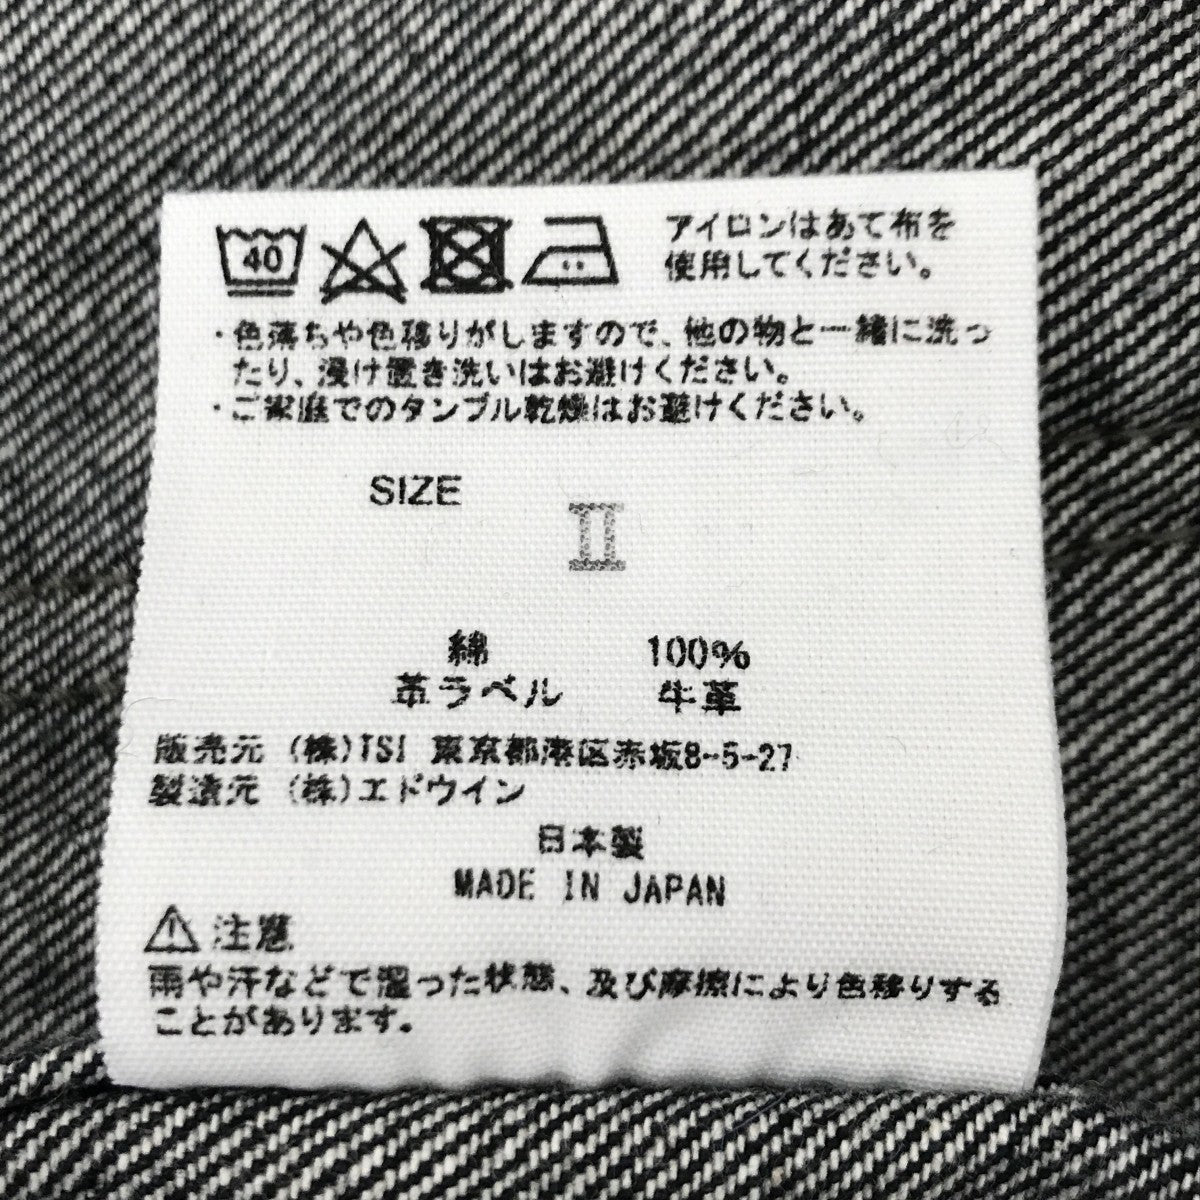 40
アイロンはあて布を
使用してください。
・色落ちや色移りがしますので、他の物と一緒に洗っ
たり、浸け置き洗いはお避けください。
・ご家庭でのタンブル乾燥はお避けください。
SIZE
II
綿 100%
革ラベル 牛革
販売元 (株)TSI 東京都港区赤坂8-5-27
製造元 (株)エドウイン
日本製
MADE IN JAPAN
注意
雨や汗などで湿った状態、及び摩擦により色移りする
ことがあります。